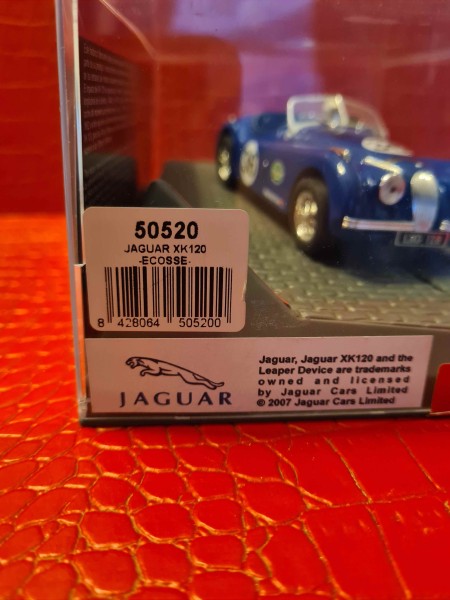 50520
JAGUAR XK120
-ECOSSE-
8 428064 505200
JAGUAR
Jaguar, Jaguar XK120 and the
Leaper Device are trademarks
owned and licensed
by Jaguar Cars Limited
© 2007 Jaguar Cars Limited